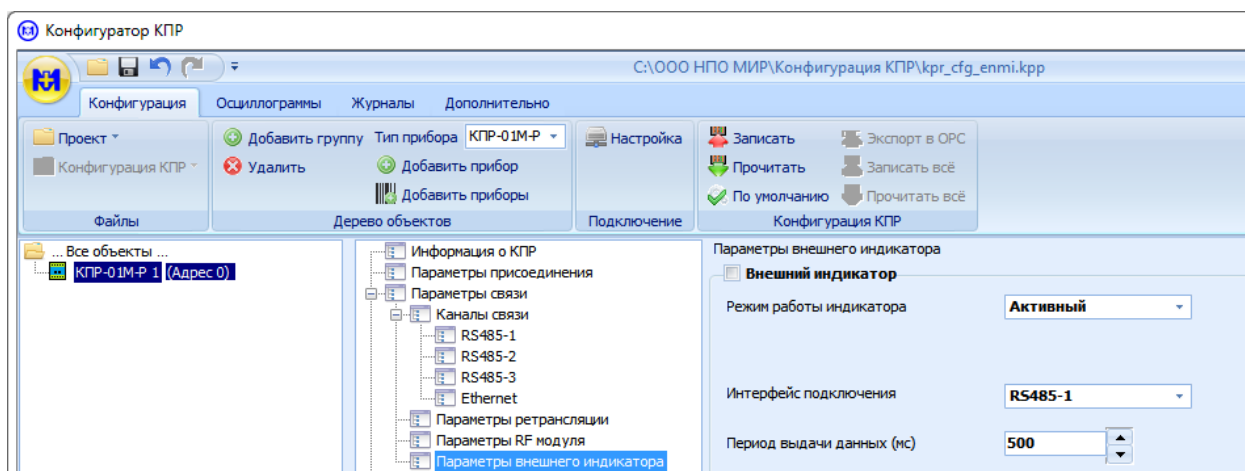 Конфигуратор КПР
C:\ООО НПО МИР\Конфигурация КПР\kpr_cfg_enmi.kpp
Конфигурация Осциллограммы Журналы Дополнительно
Проект Добавить группу Тип прибора КПР-01М-Р Настройка Записать Экспорт в OPC
Конфигурация КПР Удалить Добавить прибор Прочитать Записать всё
Добавить приборы По умолчанию Прочитать всё
Файлы Дерево объектов Подключение Конфигурация КПР
... Все объекты ...
КПР-01М-Р 1 (Адрес 0)
Информация о КПР
Параметры присоединения
Параметры связи
Каналы связи
RS485-1
RS485-2
RS485-3
Ethernet
Параметры ретрансляции
Параметры RF модуля
Параметры внешнего индикатора
Параметры внешнего индикатора
Внешний индикатор
Режим работы индикатора Активный
Интерфейс подключения RS485-1
Период выдачи данных (мс) 500